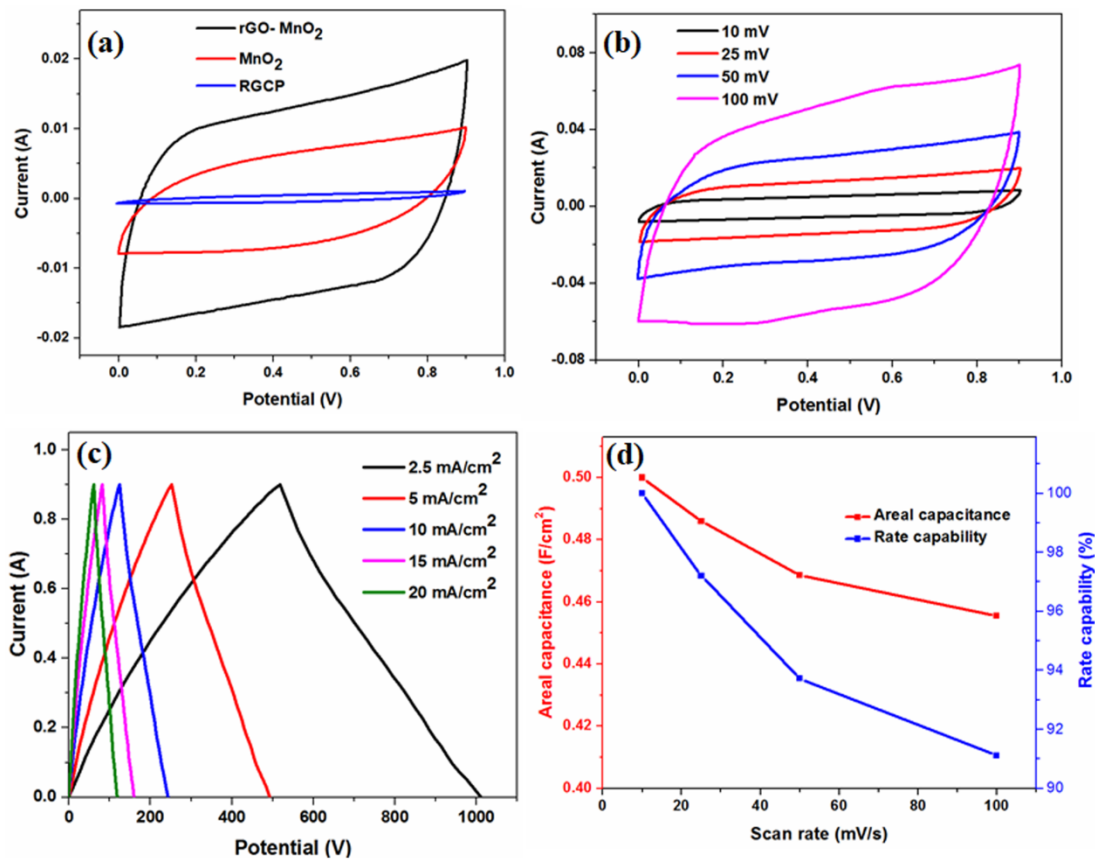 (a)
rGO- MnO₂
MnO₂
RGCP
0.02
0.01
0.00
-0.01
-0.02
Current (A)
0.0 0.2 0.4 0.6 0.8 1.0
Potential (V)
(b)
10 mV
25 mV
50 mV
100 mV
0.08
0.04
0.00
-0.04
-0.08
Current (A)
0.0 0.2 0.4 0.6 0.8 1.0
Potential (V)
(c)
2.5 mA/cm²
5 mA/cm²
10 mA/cm²
15 mA/cm²
20 mA/cm²
1.0
0.8
0.6
0.4
0.2
0.0
Current (A)
0 200 400 600 800 1000
Potential (V)
(d)
Areal capacitance
Rate capability
0.50
0.48
0.46
0.44
0.42
0.40
Areal capacitance (F/cm²)
100
98
96
94
92
90
Rate capability (%)
0 20 40 60 80 100
Scan rate (mV/s)